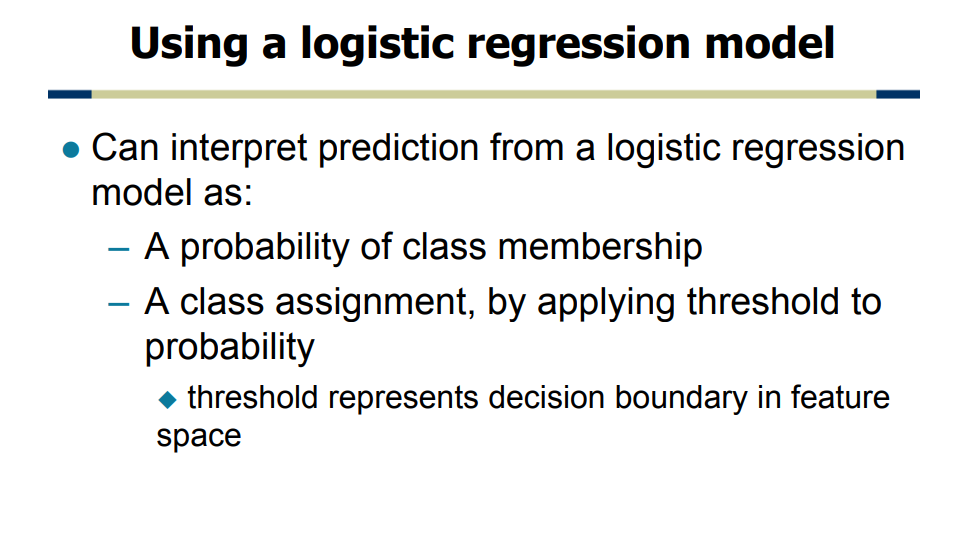 Using a logistic regression model
● Can interpret prediction from a logistic regression
model as:
– A probability of class membership
– A class assignment, by applying threshold to
probability
◆ threshold represents decision boundary in feature
space